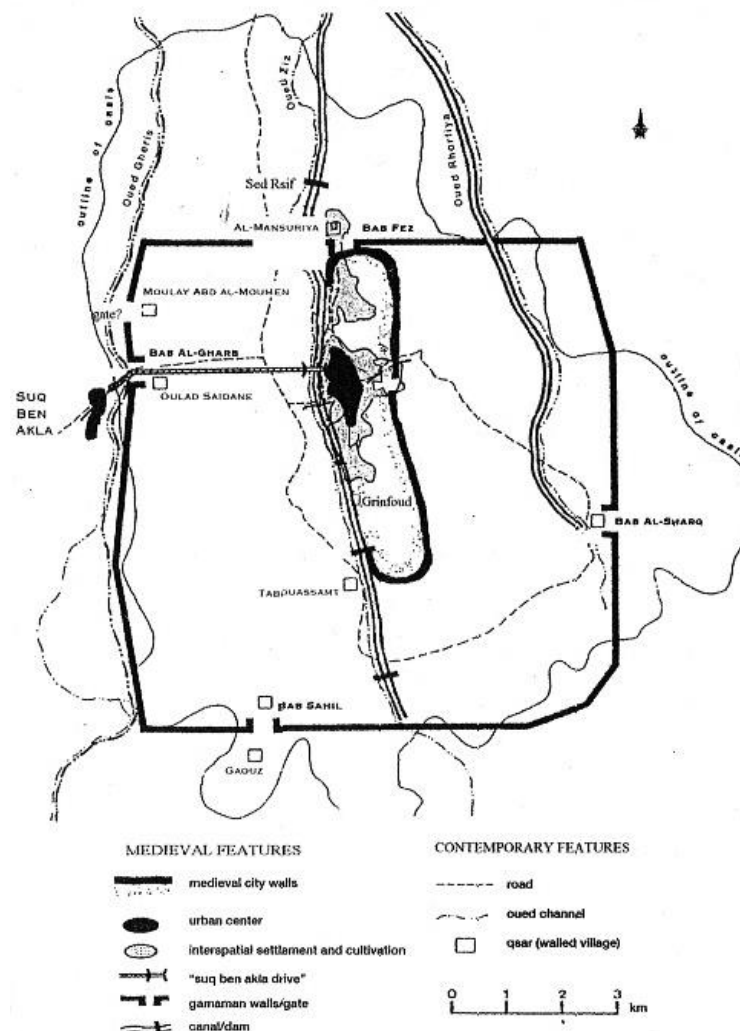 outline of oasis
Oued Gheris
Oued Ziz
Oued Rhorfiya
Sed Rsif
AL-MANSURIYA
BAB FEZ
MOULAY ABD AL-MOUMEN
gate?
BAB AL-GHARB
OULAD SAIDANE
SUQ
BEN
AKLA
outline of oasis
Grinfoud
BAB AL-SHARQ
TABOUASSAMT
BAB SAHIL
GAOUZ
MEDIEVAL FEATURES
medieval city walls
urban center
interspatial settlement and cultivation
"suq ben akla drive"
gamaman walls/gate
canal/dam
CONTEMPORARY FEATURES
road
oued channel
qsar (walled village)
0 1 2 3
km